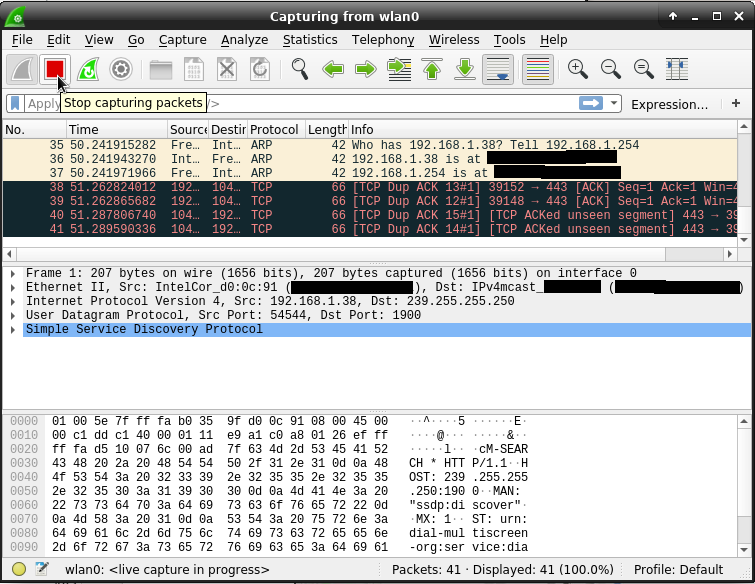 Capturing from wlan0
File Edit View Go Capture Analyze Statistics Telephony Wireless Tools Help
Apply Stop capturing packets /> Expression… +
No. Time Source Destin Protocol Length Info
35 50.241915282 Fre… Int… ARP 42 Who has 192.168.1.38? Tell 192.168.1.254
36 50.241943270 Int… Fre… ARP 42 192.168.1.38 is at
37 50.241971966 Fre… Int… ARP 42 192.168.1.254 is at
38 51.262824012 192… 104… TCP 66 [TCP Dup ACK 13#1] 39152 → 443 [ACK] Seq=1 Ack=1 Win=4
39 51.262865682 192… 104… TCP 66 [TCP Dup ACK 12#1] 39148 → 443 [ACK] Seq=1 Ack=1 Win=4
40 51.287806740 104… 192… TCP 66 [TCP Dup ACK 15#1] [TCP ACKed unseen segment] 443 → 39
41 51.289590336 104… 192… TCP 66 [TCP Dup ACK 14#1] [TCP ACKed unseen segment] 443 → 39
Frame 1: 207 bytes on wire (1656 bits), 207 bytes captured (1656 bits) on interface 0
Ethernet II, Src: IntelCor_d0:0c:91 ( ), Dst: IPv4mcast_ ( )
Internet Protocol Version 4, Src: 192.168.1.38, Dst: 239.255.255.250
User Datagram Protocol, Src Port: 54544, Dst Port: 1900
Simple Service Discovery Protocol
0000 01 00 5e 7f ff fa b0 35 9f d0 0c 91 08 00 45 00 ··^····5 ······E·
0010 00 c1 dd c1 40 00 01 11 e9 a1 c0 a8 01 26 ef ff ····@··· ·····&··
0020 ff fa d5 10 07 6c 00 ad 7f 63 4d 2d 53 45 41 52 ·····l·· ·cM-SEAR
0030 43 48 20 2a 20 48 54 54 50 2f 31 2e 31 0d 0a 48 CH * HTT P/1.1··H
0040 4f 53 54 3a 20 32 33 39 2e 32 35 35 2e 32 35 35 OST: 239 .255.255
0050 2e 32 35 30 3a 31 39 30 30 0d 0a 4d 41 4e 3a 20 .250:190 0··MAN:
0060 22 73 73 64 70 3a 64 69 73 63 6f 76 65 72 22 0d "ssdp:di scover"·
0070 0a 4d 58 3a 20 31 0d 0a 53 54 3a 20 75 72 6e 3a ·MX: 1·· ST: urn:
0080 64 69 61 6c 2d 6d 75 6c 74 69 73 63 72 65 65 6e dial-mul tiscreen
0090 2d 6f 72 67 3a 73 65 72 76 69 63 65 3a 64 69 61 -org:ser vice:dia
wlan0: <live capture in progress> Packets: 41 · Displayed: 41 (100.0%) Profile: Default